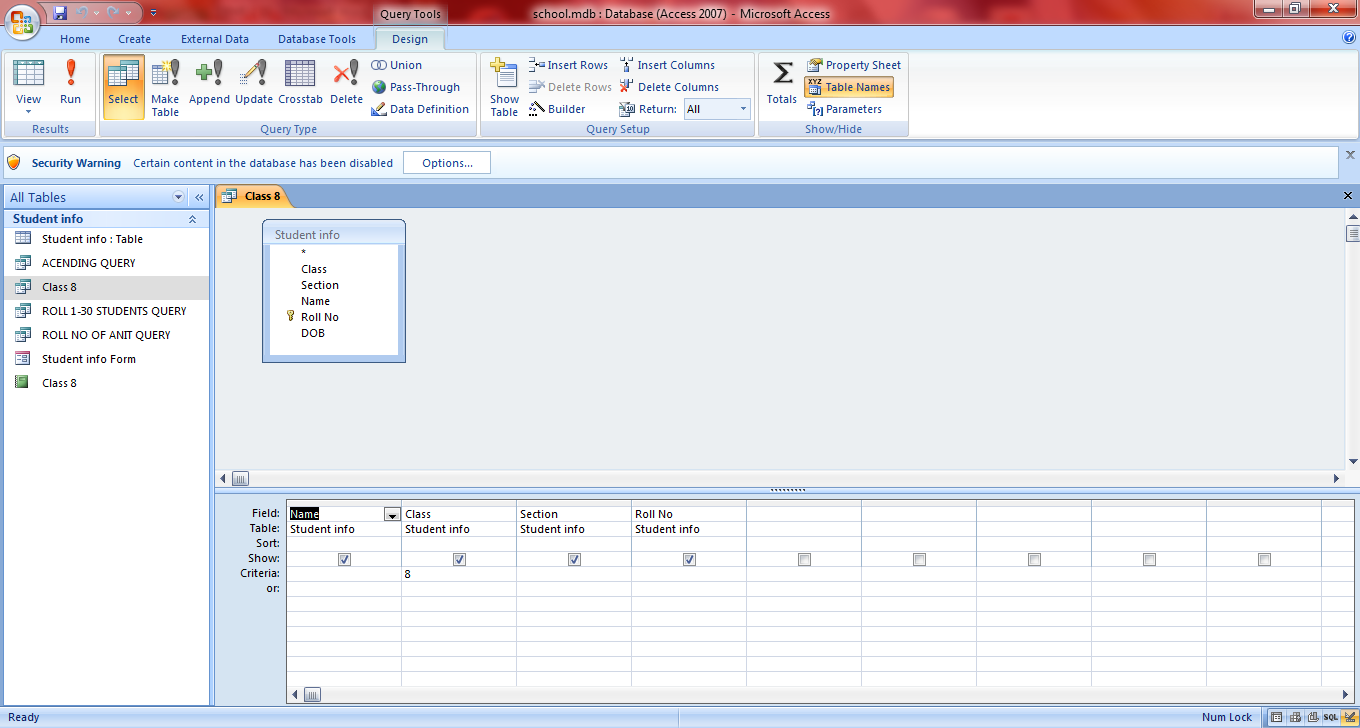 Query Tools
school.mdb : Database (Access 2007) - Microsoft Access
Home Create External Data Database Tools Design
View
Run
Results
Select
Make Table
Append
Update
Crosstab
Delete
Union
Pass-Through
Data Definition
Query Type
Show Table
Insert Rows
Delete Rows
Builder
Insert Columns
Delete Columns
Return: All
Query Setup
Totals
Property Sheet
XYZ Table Names
Parameters
Show/Hide
Security Warning Certain content in the database has been disabled Options...
All Tables
Student info
Student info : Table
ACENDING QUERY
Class 8
ROLL 1-30 STUDENTS QUERY
ROLL NO OF ANIT QUERY
Student info Form
Class 8
Class 8
Student info
*
Class
Section
Name
Roll No
DOB
Field: Name Class Section Roll No
Table: Student info Student info Student info Student info
Sort:
Show:
Criteria: 8
or:
Ready
Num Lock
SQL